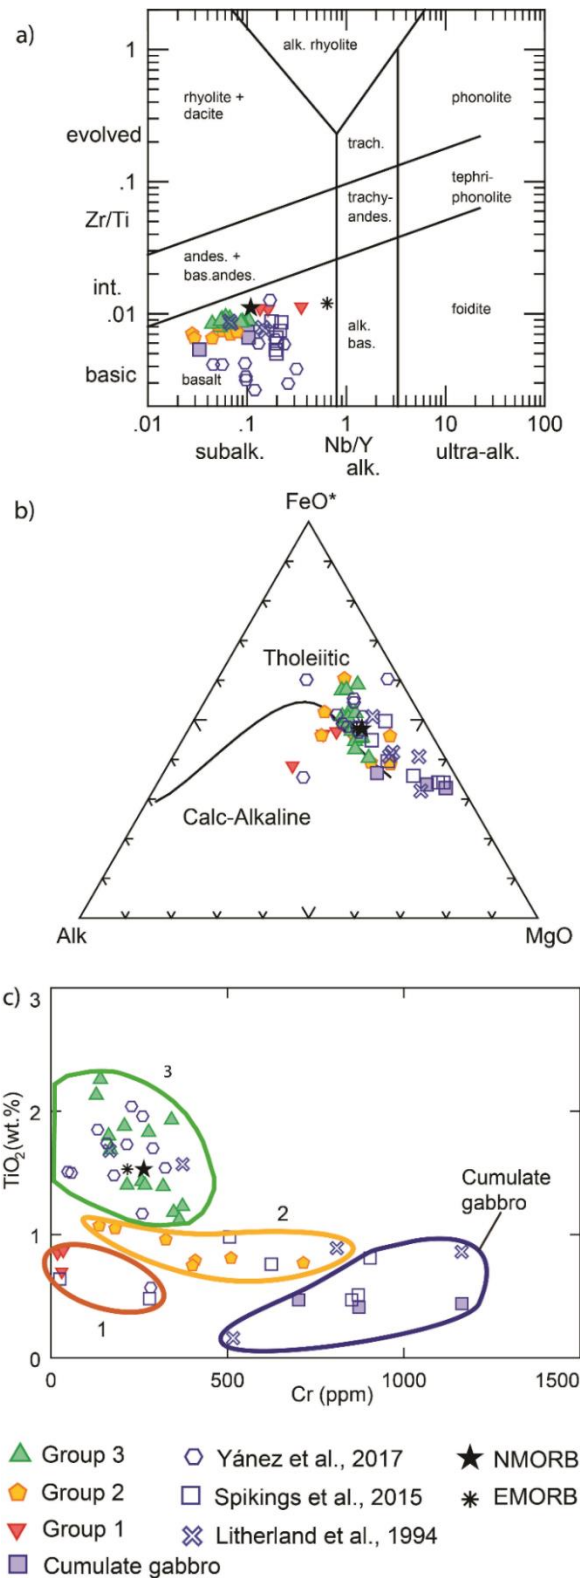 a)
1
alk. rhyolite
rhyolite +
dacite
phonolite
evolved
trach.
.1
tephri-
phonolite
trachy-
andes.
Zr/Ti
andes. +
bas.andes.
int.
.01
foidite
alk.
bas.
basic
basalt
.01 .1 1 10 100
subalk. Nb/Y alk. ultra-alk.
b)
FeO*
Tholeiitic
Calc-Alkaline
Alk MgO
c)
3
3
TiO2(wt.%)
2
Cumulate
gabbro
2
1
1
0
0 500 1000 1500
Cr (ppm)
Group 3 Yánez et al., 2017 NMORB
Group 2 Spikings et al., 2015 EMORB
Group 1 Litherland et al., 1994
Cumulate gabbro